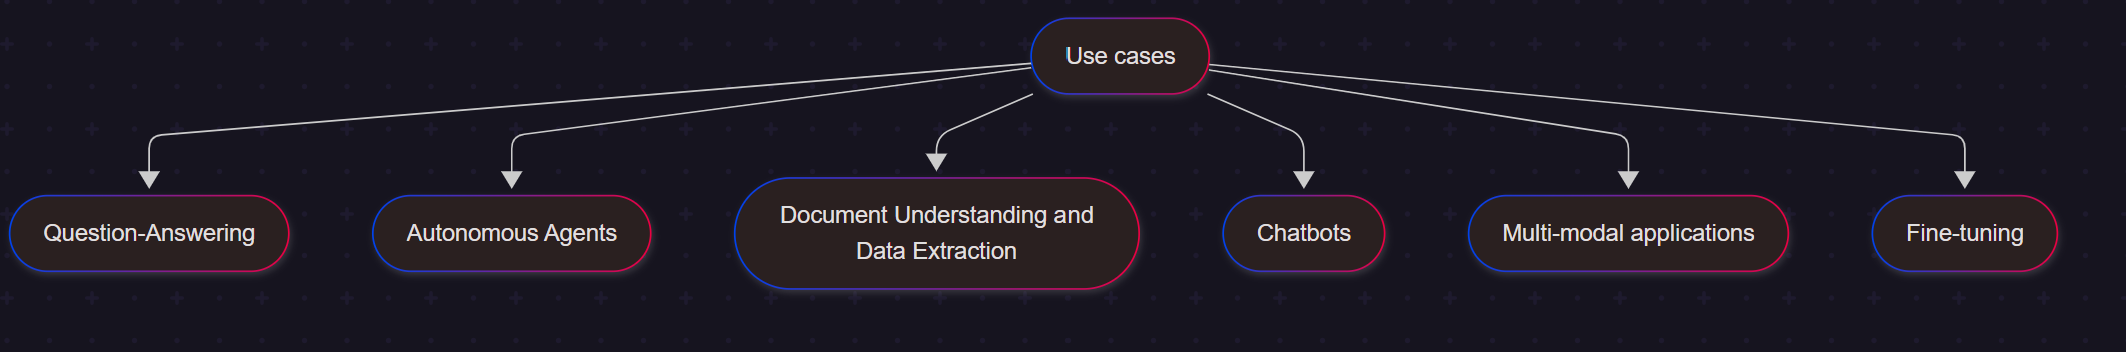 Use cases
Question-Answering
Autonomous Agents
Document Understanding and
Data Extraction
Chatbots
Multi-modal applications
Fine-tuning